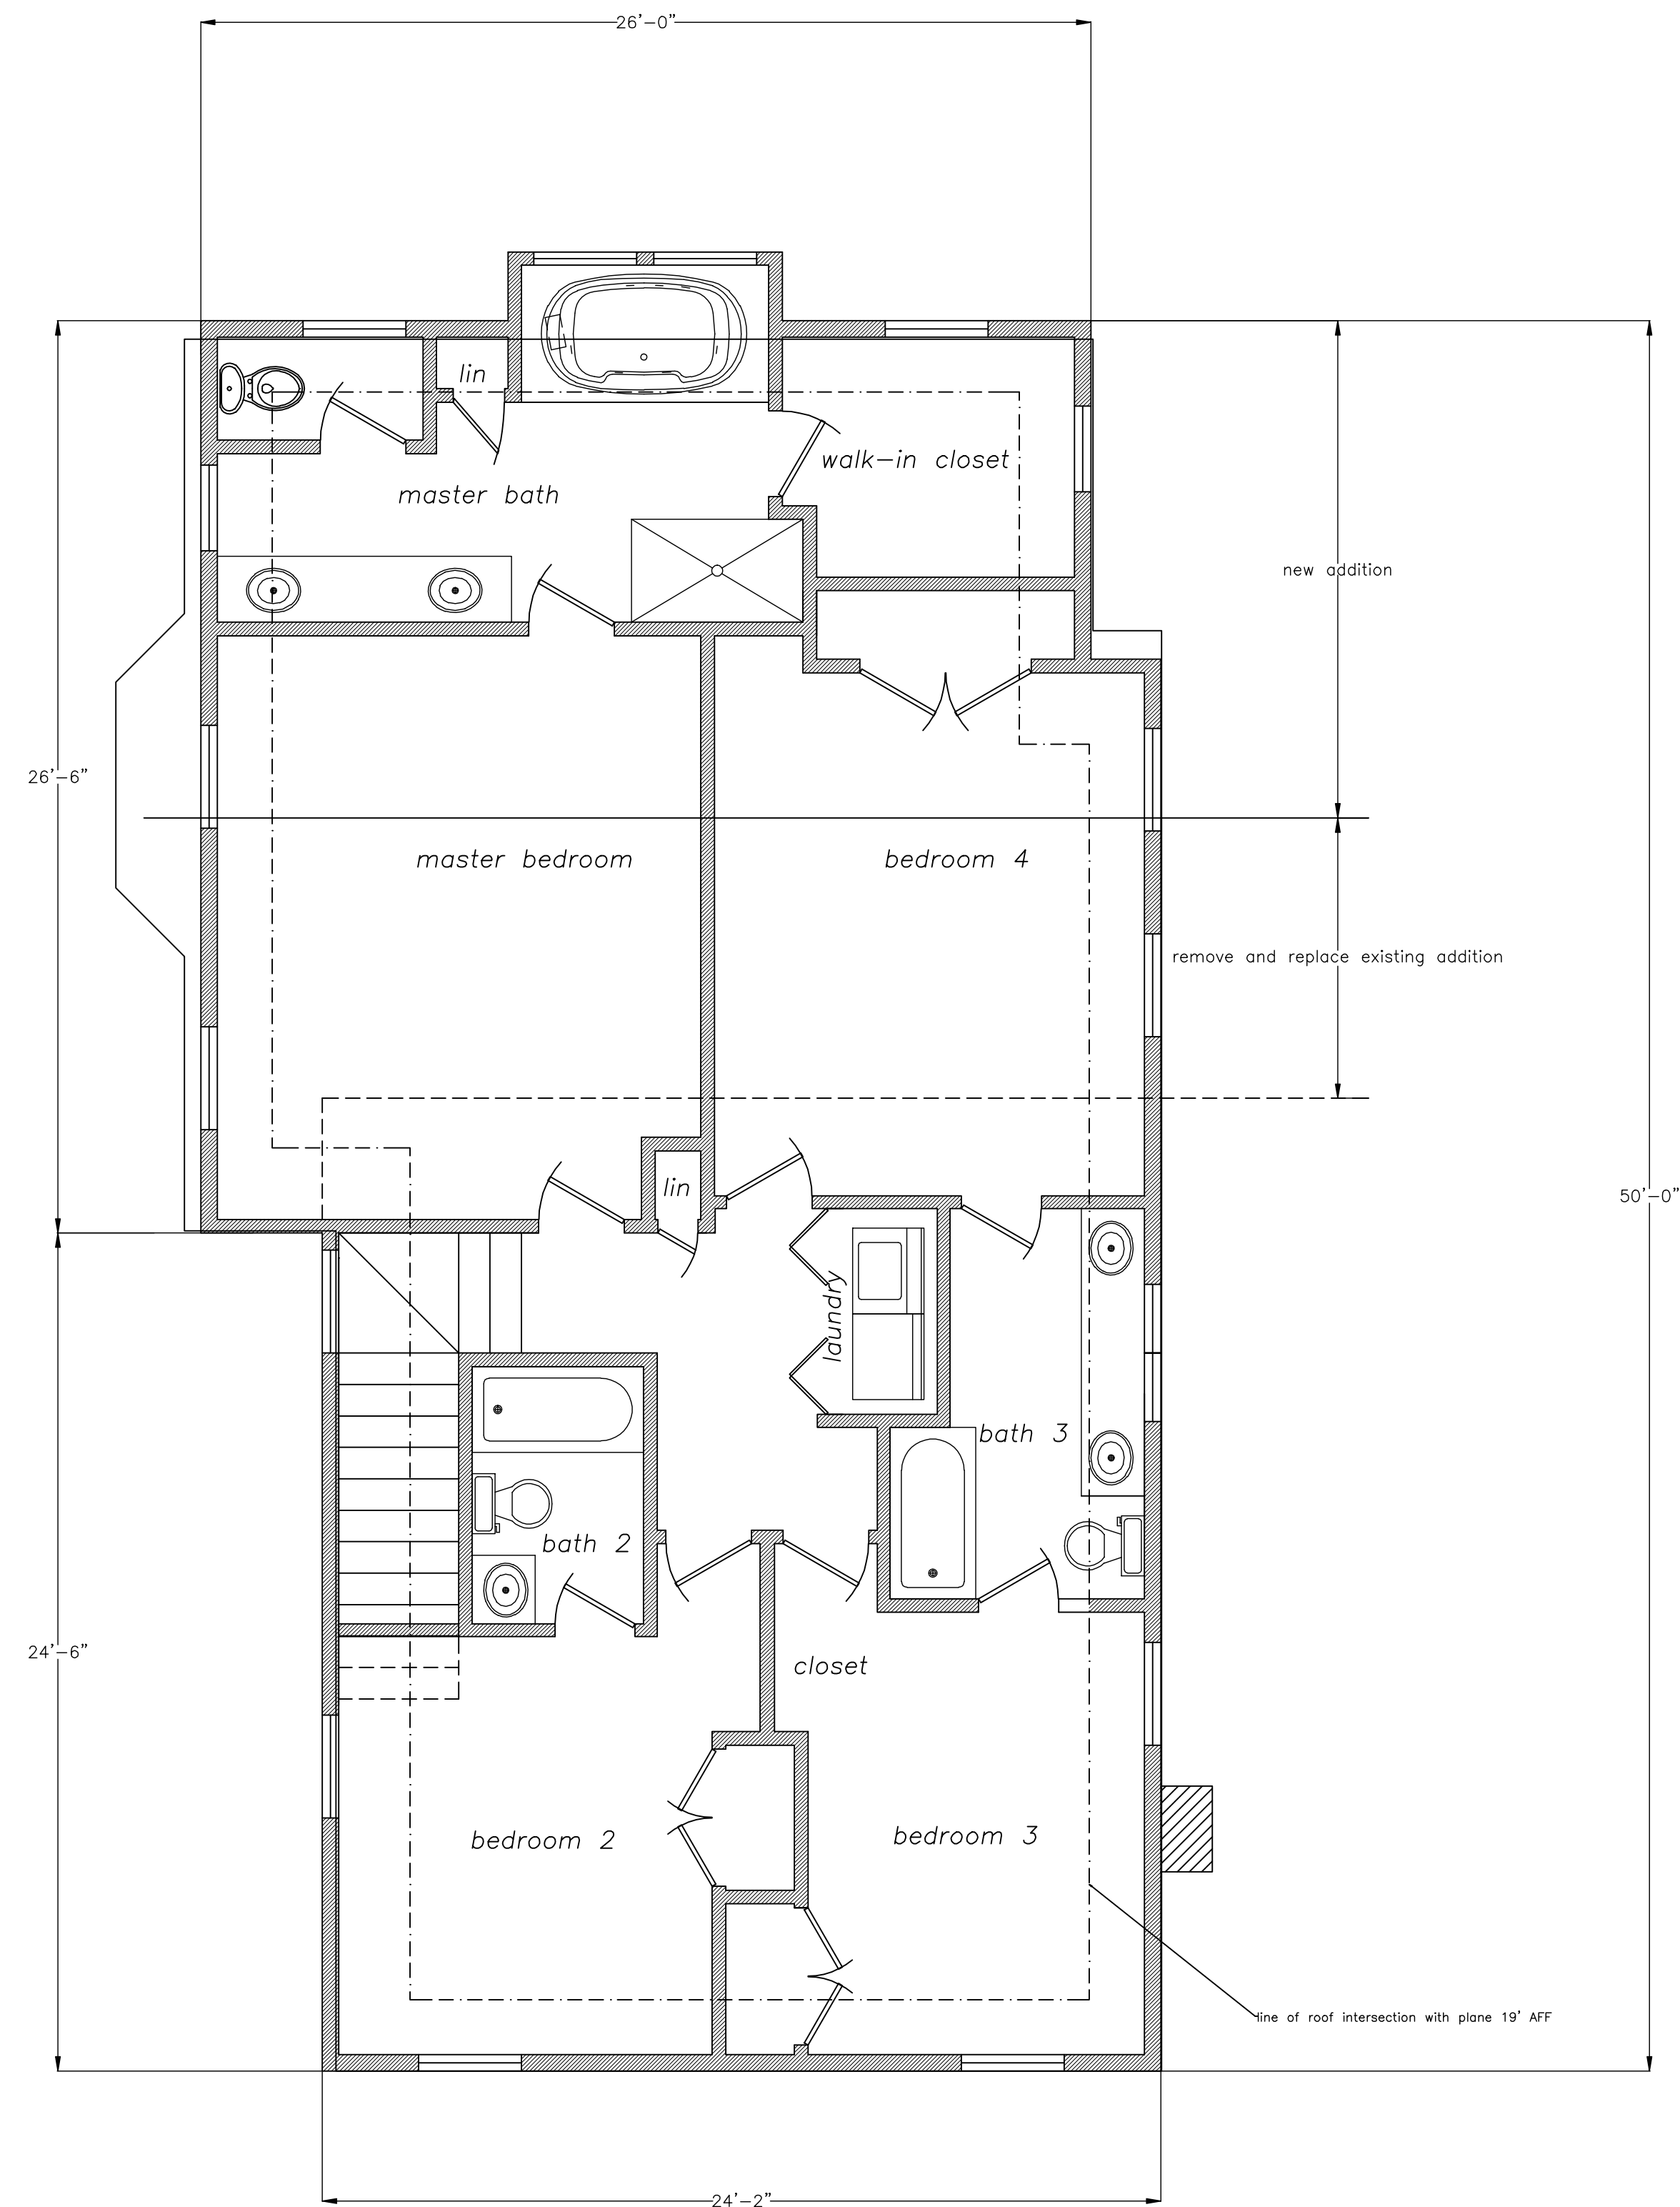 26'-0"
lin
walk-in closet
master bath
new addition
26'-6"
master bedroom
bedroom 4
remove and replace existing addition
lin
50'-0"
laundry
bath 3
bath 2
24'-6"
closet
bedroom 2
bedroom 3
line of roof intersection with plane 19' AFF
24'-2"